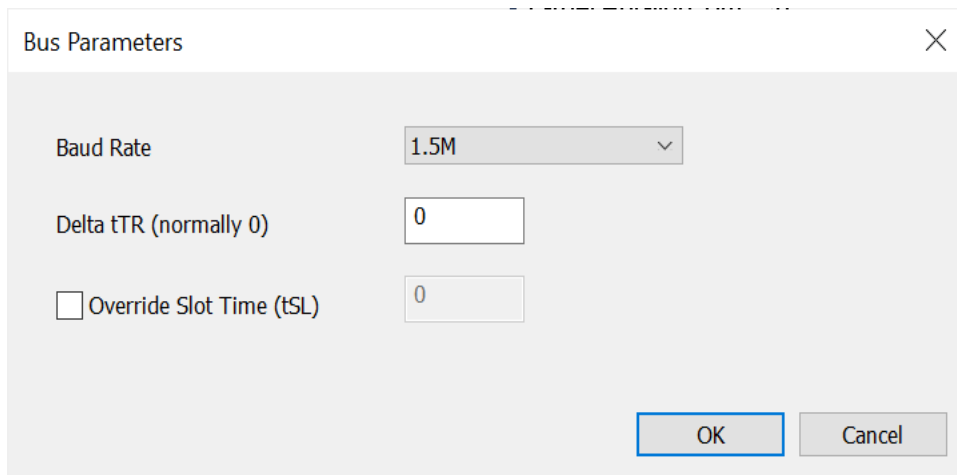 Bus Parameters
Baud Rate
1.5M
Delta tTR (normally 0)
0
Override Slot Time (tSL)
0
OK
Cancel